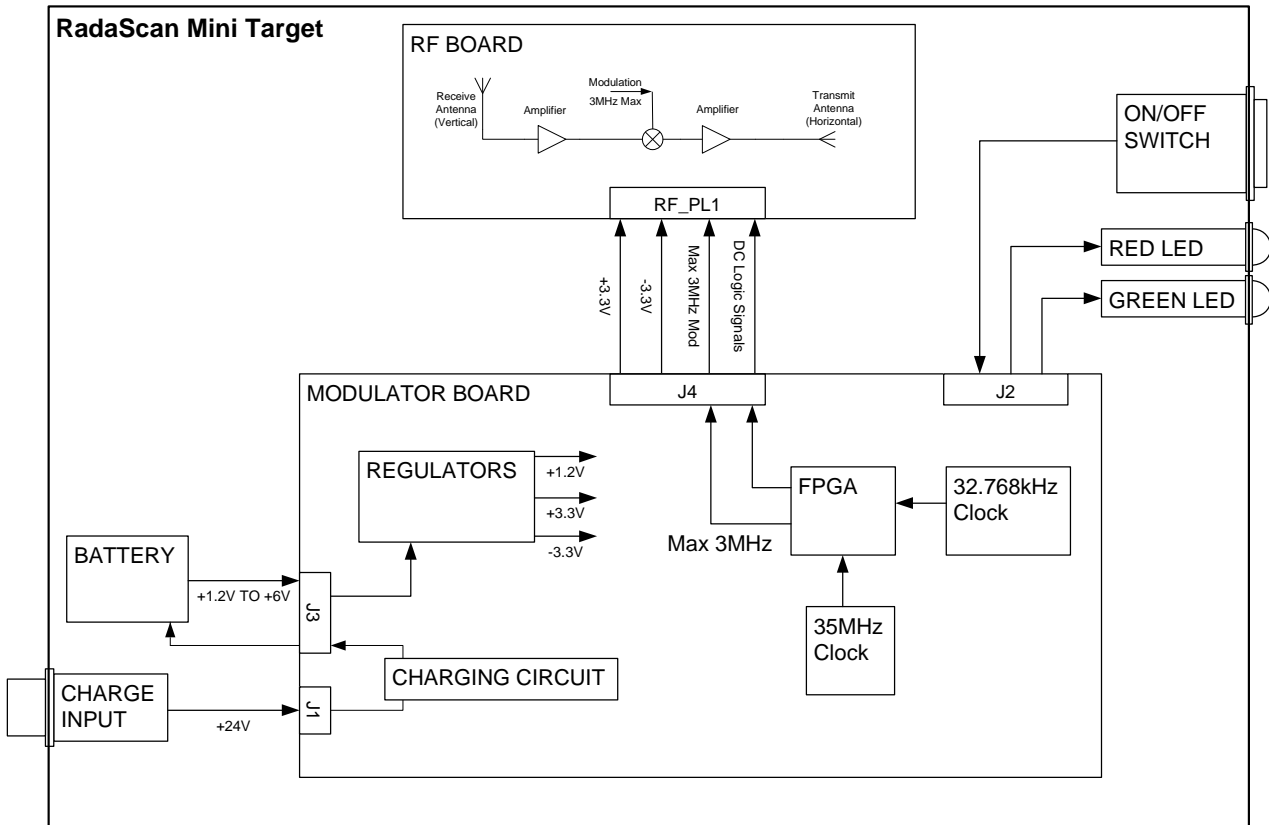 RadaScan Mini Target
RF BOARD
Receive
Antenna
(Vertical)
Amplifier
Modulation
3MHz Max
Amplifier
Transmit
Antenna
(Horizontal)
RF_PL1
ON/OFF
SWITCH
RED LED
GREEN LED
+3.3V
-3.3V
Max 3MHz Mod
DC Logic Signals
MODULATOR BOARD
J4
J2
REGULATORS
+1.2V
+3.3V
-3.3V
FPGA
32.768kHz
Clock
Max 3MHz
35MHz
Clock
BATTERY
+1.2V TO +6V
J3
CHARGING CIRCUIT
CHARGE
INPUT
+24V
J1